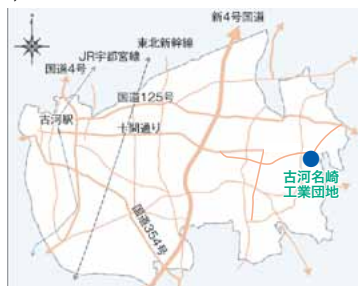 新4号国道
東北新幹線
JR宇都宮線
国道4号
国道125号
古河駅
十間通り
古河名崎
工業団地
国道354号